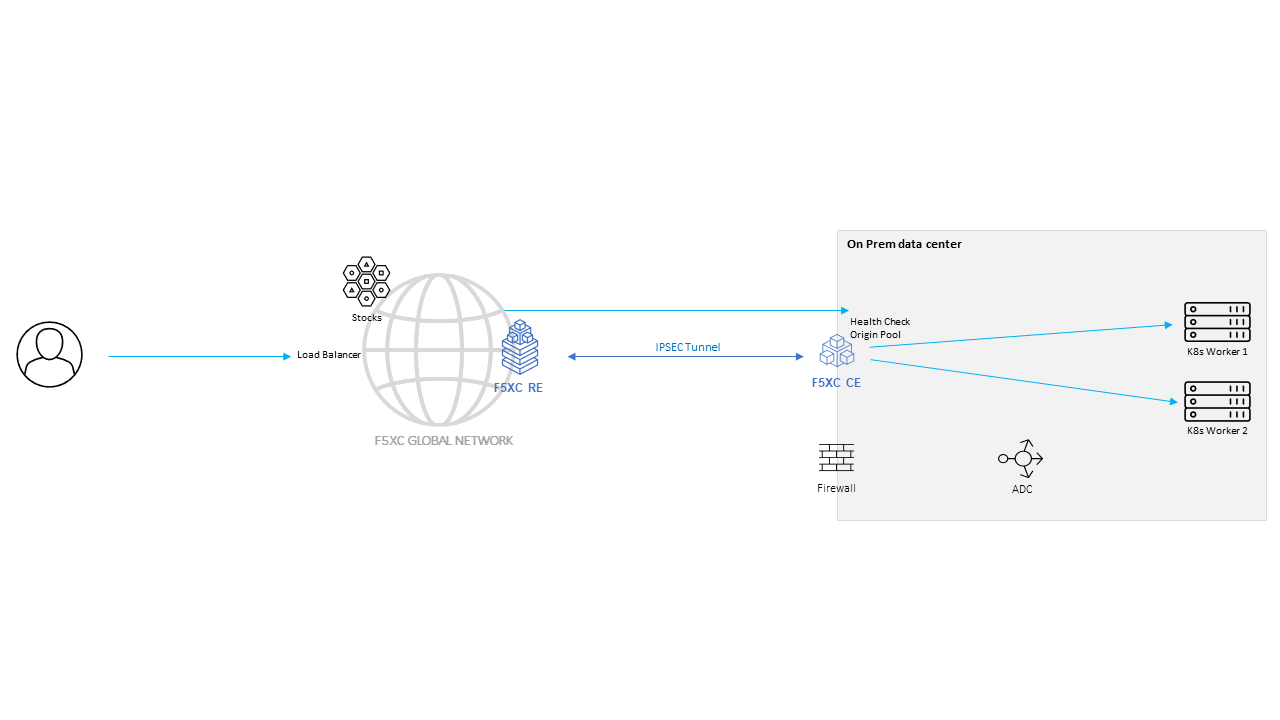 On Prem data center
Stocks
Health Check
Origin Pool
Load Balancer
IPSEC Tunnel
K8s Worker 1
F5XC RE
F5XC CE
K8s Worker 2
F5XC GLOBAL NETWORK
Firewall
ADC